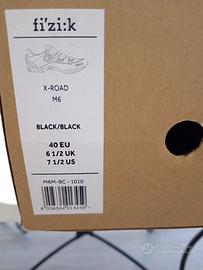 fi'zi:k
X-ROAD
M6
BLACK/BLACK
40 EU
6 1/2 UK
7 1/2 US
M6M-BC - 1010
subito